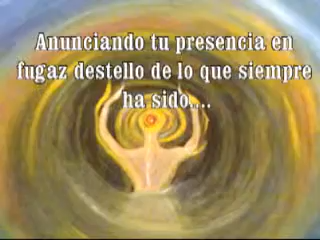 Anunciando tu presencia en
fugaz destello de lo que siempre
ha sido....